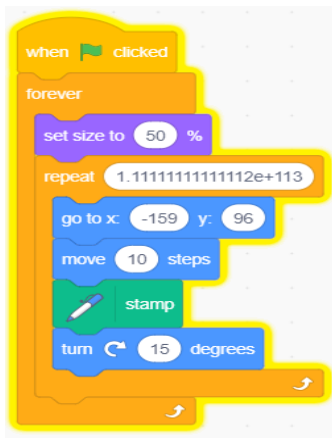 when clicked
forever
set size to 50 %
repeat 1.11111111111112e+113
go to x: -159 y: 96
move 10 steps
stamp
turn 15 degrees